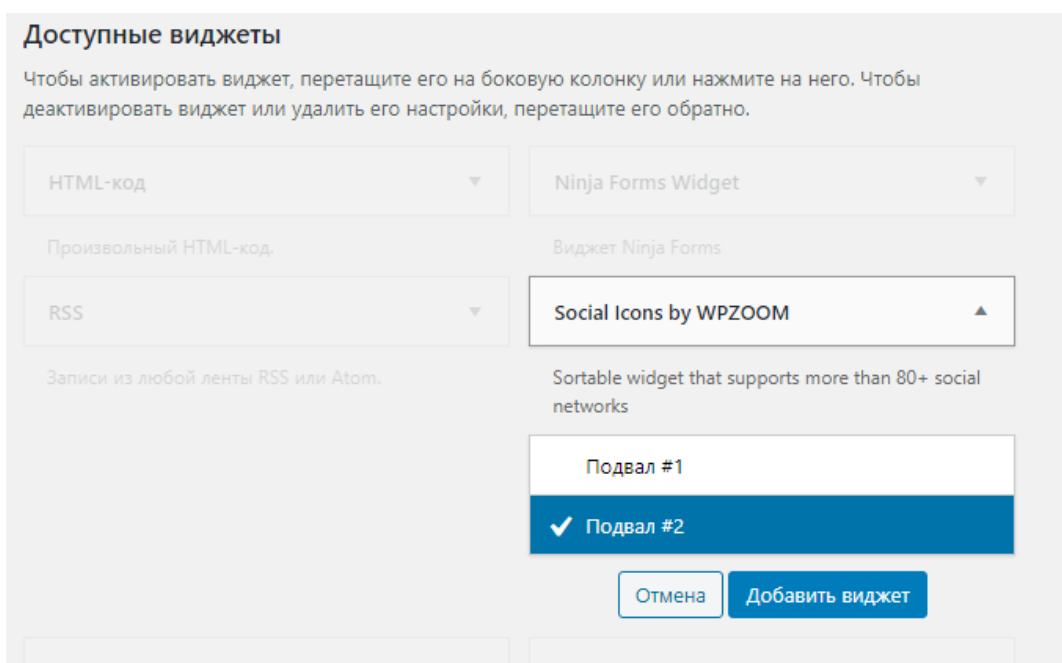 Доступные виджеты
Чтобы активировать виджет, перетащите его на боковую колонку или нажмите на него. Чтобы
деактивировать виджет или удалить его настройки, перетащите его обратно.
HTML-код
Ninja Forms Widget
Произвольный HTML-код.
Виджет Ninja Forms
RSS
Social Icons by WPZOOM
Записи из любой ленты RSS или Atom.
Sortable widget that supports more than 80+ social
networks
Подвал #1
Подвал #2
Отмена
Добавить виджет